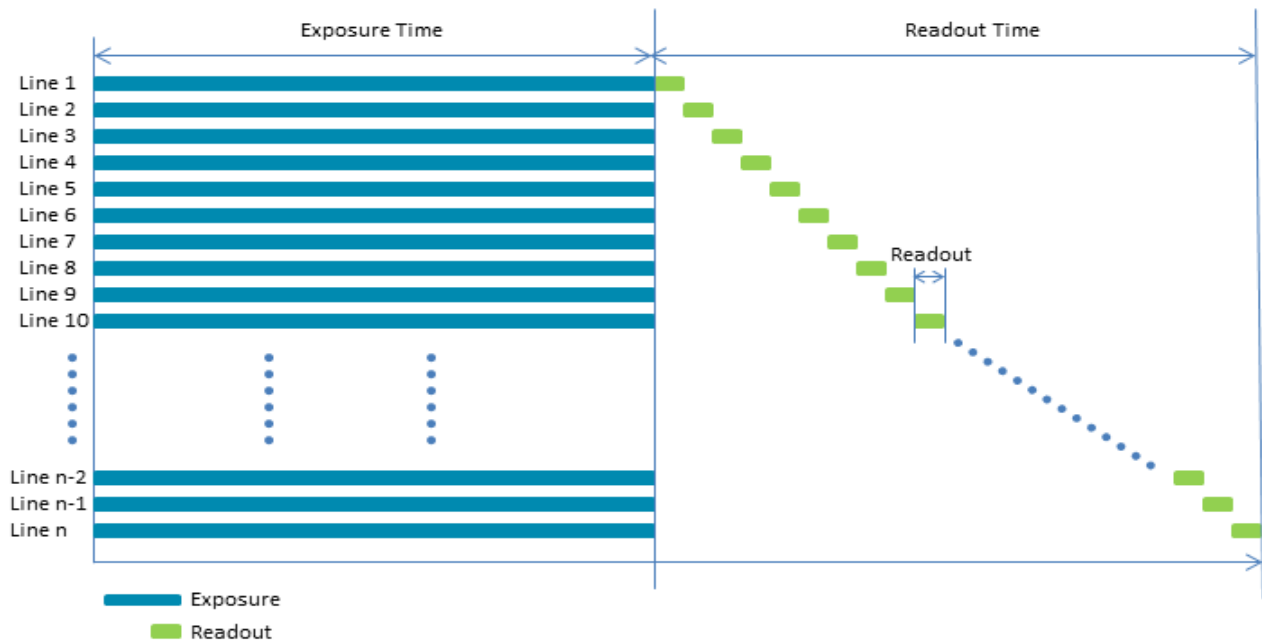 Exposure Time
Readout Time
Line 1
Line 2
Line 3
Line 4
Line 5
Line 6
Line 7
Line 8
Readout
Line 9
Line 10
Line n-2
Line n-1
Line n
Exposure
Readout